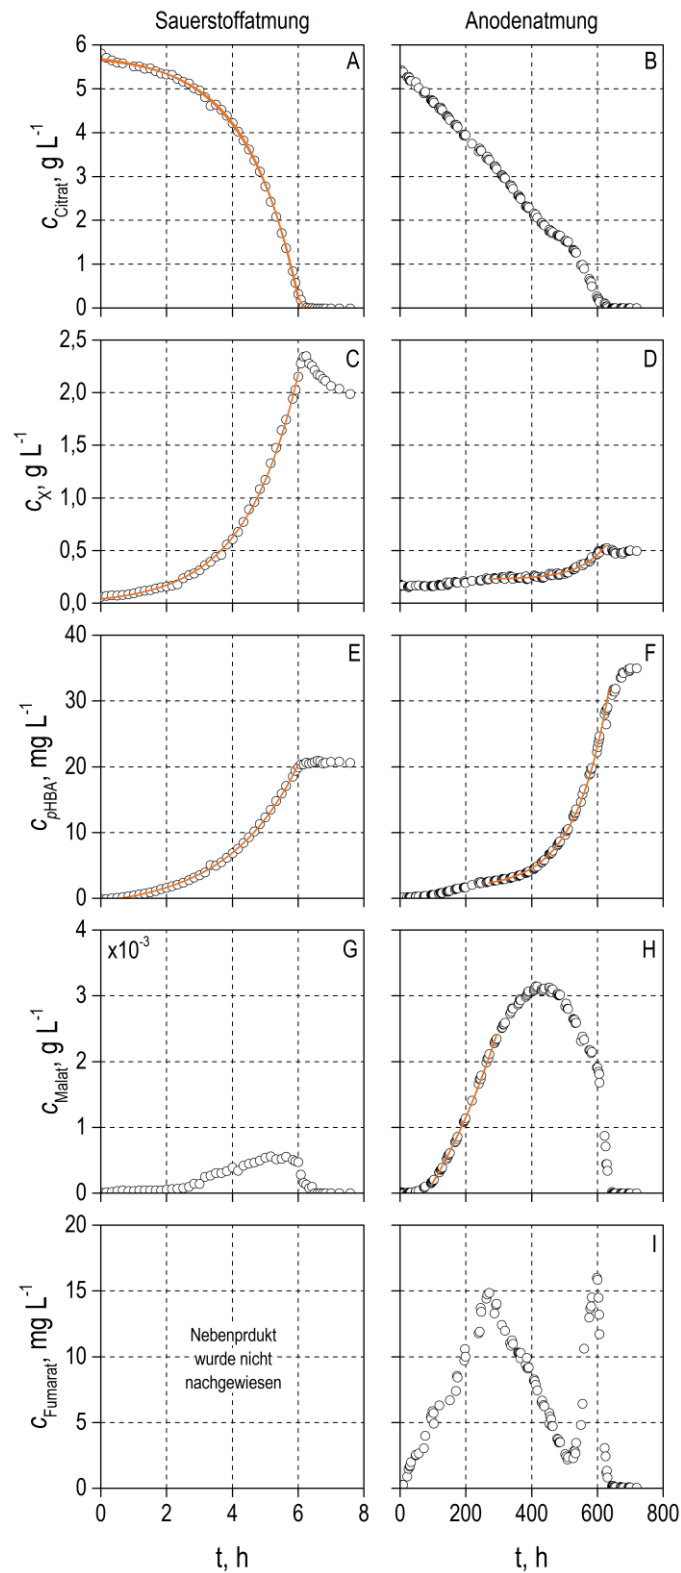 Sauerstoffatmung Anodenatmung
6
5
4
3
2
1
0
c_Citrat, g L⁻¹
A
B
2,5
2,0
1,5
1,0
0,5
0,0
c_X, g L⁻¹
C
D
40
30
20
10
0
c_pHBA, mg L⁻¹
E
F
x10⁻³
4
3
2
1
0
c_Malat, g L⁻¹
G
H
20
15
10
5
0
c_Fumarat, mg L⁻¹
Nebenprdukt
wurde nicht
nachgewiesen
I
0 2 4 6 8 0 200 400 600 800
t, h t, h